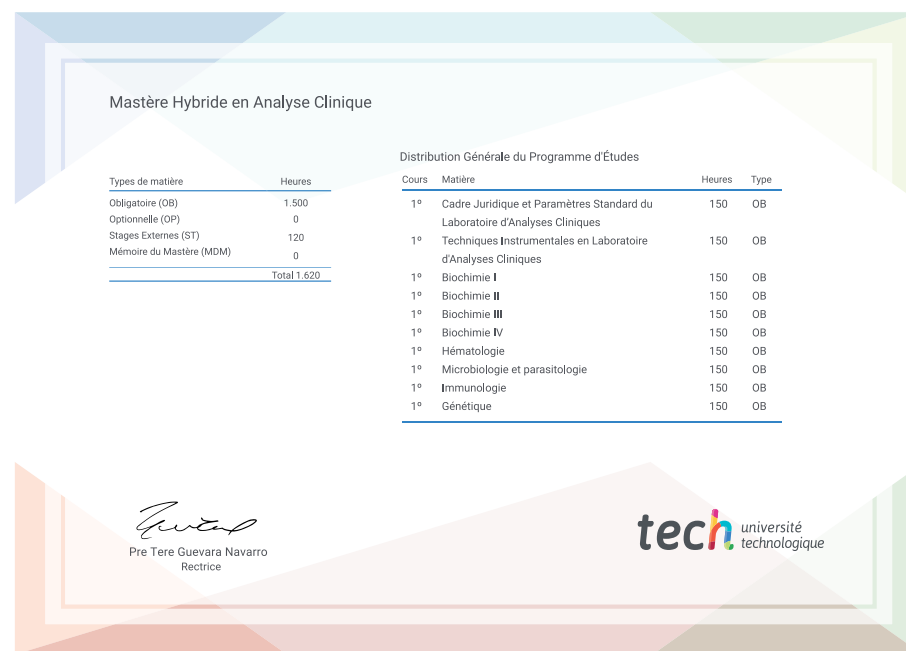 Mastère Hybride en Analyse Clinique
Types de matière Heures
Obligatoire (OB) 1.500
Optionnelle (OP) 0
Stages Externes (ST) 120
Mémoire du Mastère (MDM) 0
Total 1.620
Distribution Générale du Programme d'Études
Cours Matière Heures Type
1º Cadre Juridique et Paramètres Standard du 150 OB
Laboratoire d'Analyses Cliniques
1º Techniques Instrumentales en Laboratoire 150 OB
d'Analyses Cliniques
1º Biochimie I 150 OB
1º Biochimie II 150 OB
1º Biochimie III 150 OB
1º Biochimie IV 150 OB
1º Hématologie 150 OB
1º Microbiologie et parasitologie 150 OB
1º Immunologie 150 OB
1º Génétique 150 OB
Pre Tere Guevara Navarro
Rectrice
tech université
technologique